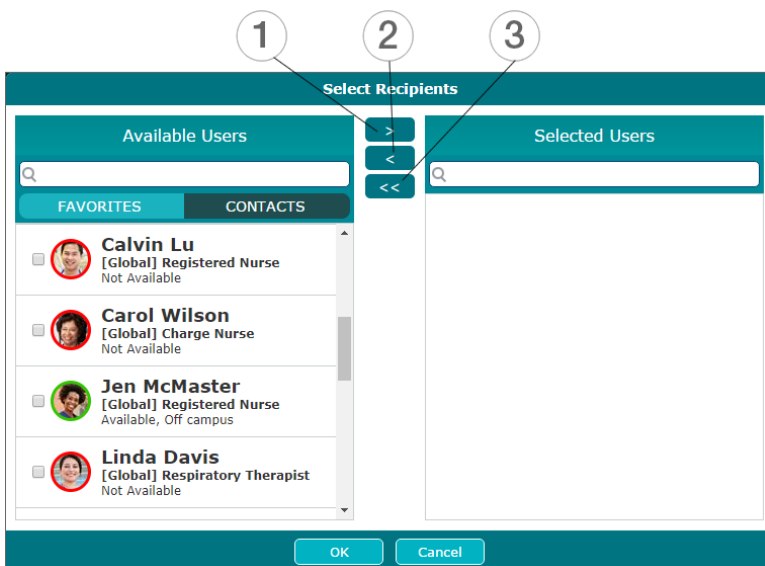 1 2 3
Select Recipients
Available Users
>
<
<<
Selected Users
FAVORITES CONTACTS
Calvin Lu
[Global] Registered Nurse
Not Available
Carol Wilson
[Global] Charge Nurse
Not Available
Jen McMaster
[Global] Registered Nurse
Available, Off campus
Linda Davis
[Global] Respiratory Therapist
Not Available
OK Cancel